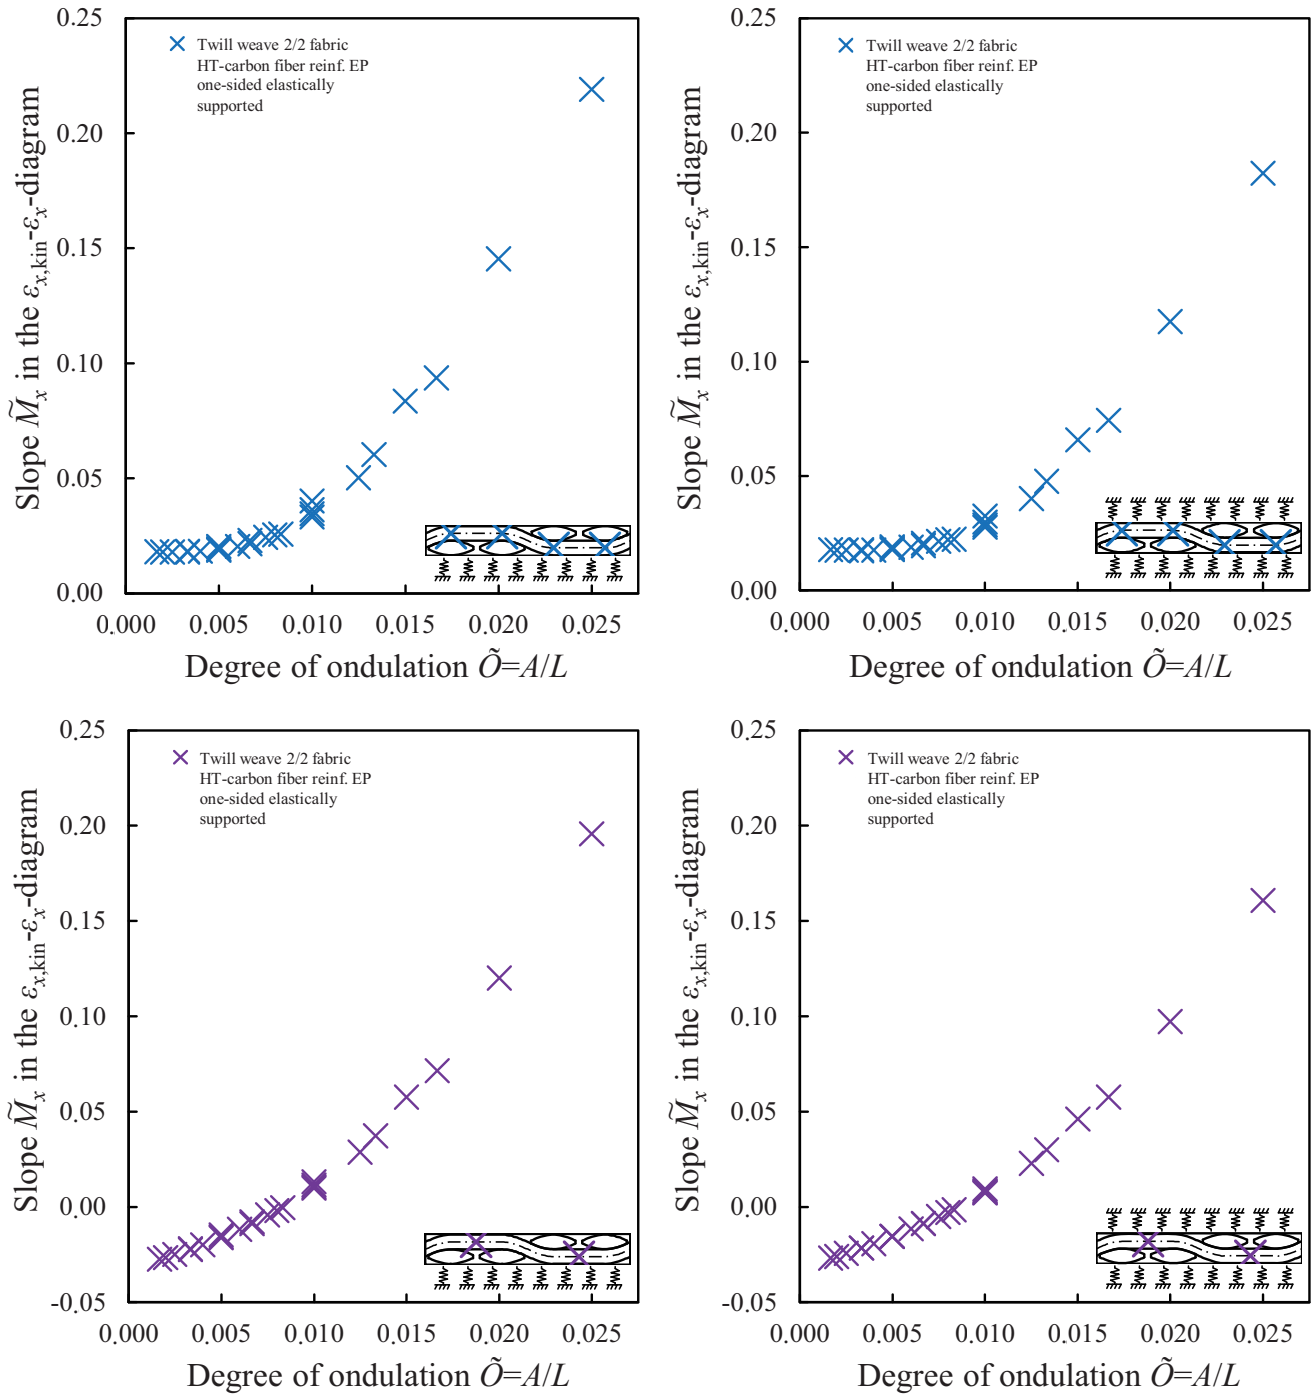 0.25
0.20
0.15
0.10
0.05
0.00
Slope M̃x in the εx,kin-εx-diagram
Twill weave 2/2 fabric
HT-carbon fiber reinf. EP
one-sided elastically
supported
0.000 0.005 0.010 0.015 0.020 0.025
Degree of ondulation Õ=A/L
0.25
0.20
0.15
0.10
0.05
0.00
Slope M̃x in the εx,kin-εx-diagram
Twill weave 2/2 fabric
HT-carbon fiber reinf. EP
one-sided elastically
supported
0.000 0.005 0.010 0.015 0.020 0.025
Degree of ondulation Õ=A/L
0.25
0.20
0.15
0.10
0.05
0.00
-0.05
Slope M̃x in the εx,kin-εx-diagram
Twill weave 2/2 fabric
HT-carbon fiber reinf. EP
one-sided elastically
supported
0.000 0.005 0.010 0.015 0.020 0.025
Degree of ondulation Õ=A/L
0.25
0.20
0.15
0.10
0.05
0.00
-0.05
Slope M̃x in the εx,kin-εx-diagram
Twill weave 2/2 fabric
HT-carbon fiber reinf. EP
one-sided elastically
supported
0.000 0.005 0.010 0.015 0.020 0.025
Degree of ondulation Õ=A/L